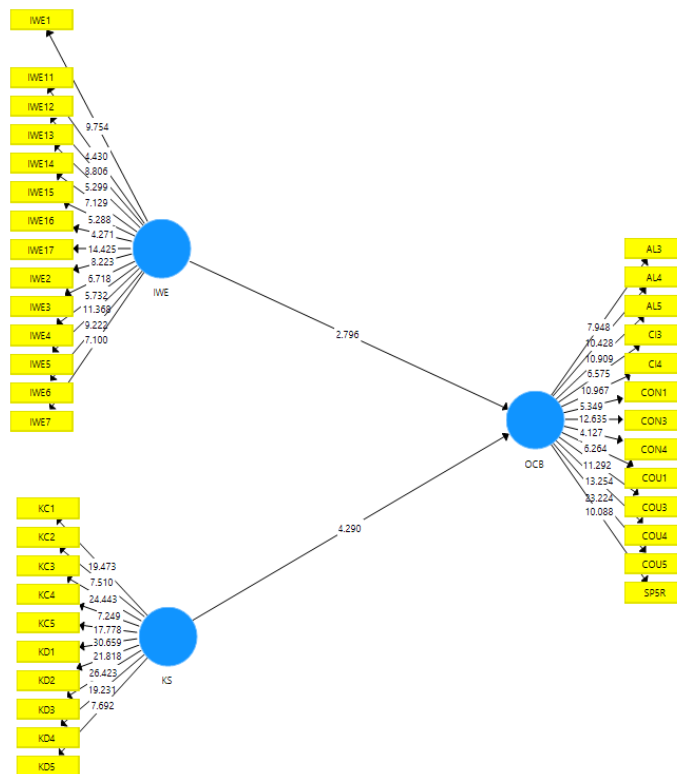 IWE1
IWE11
IWE12
IWE13
IWE14
IWE15
IWE16
IWE17
IWE2
IWE3
IWE4
IWE5
IWE6
IWE7
9.754
4.430
5.299
7.129
5.288
4.271
14.425
8.223
6.718
5.732
11.368
9.222
7.100
IWE
2.796
KC1
KC2
KC3
KC4
KC5
KD1
KD2
KD3
KD4
KD5
19.473
7.510
24.443
7.249
17.778
30.659
21.818
26.423
19.231
7.692
KS
4.290
OCB
7.948
10.428
10.909
6.575
10.967
5.349
12.635
4.127
6.264
11.292
13.254
23.224
10.088
AL3
AL4
AL5
CI3
CI4
CON1
CON3
CON4
COU1
COU3
COU4
COU5
SP5R